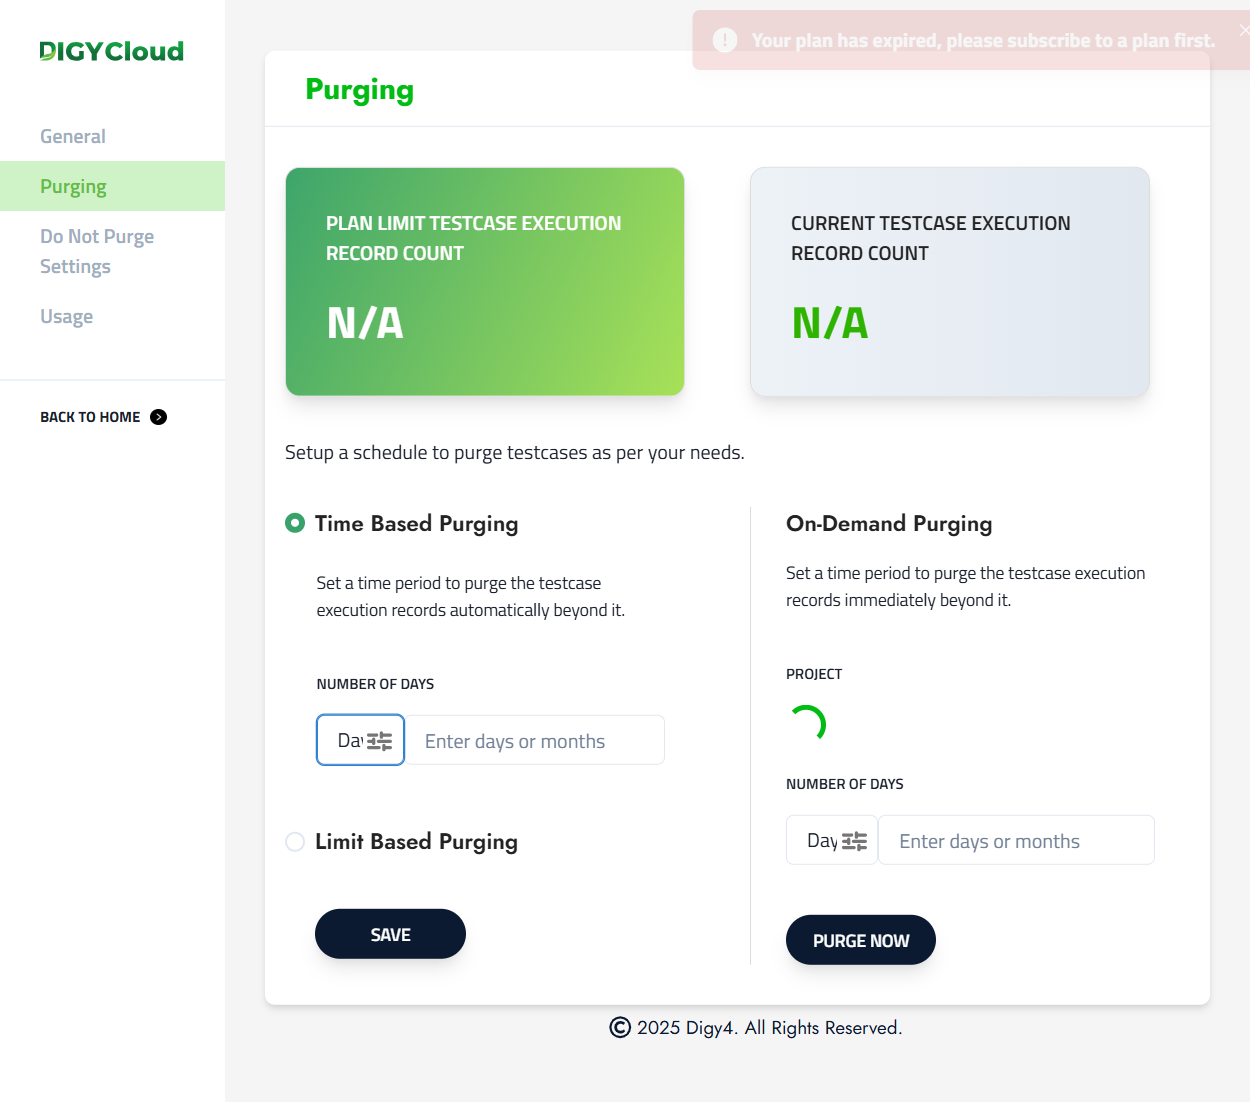 DIGYCloud
General
Purging
Do Not Purge
Settings
Usage
BACK TO HOME
Your plan has expired, please subscribe to a plan first.
Purging
PLAN LIMIT TESTCASE EXECUTION
RECORD COUNT
N/A
CURRENT TESTCASE EXECUTION
RECORD COUNT
N/A
Setup a schedule to purge testcases as per your needs.
Time Based Purging
Set a time period to purge the testcase
execution records automatically beyond it.
NUMBER OF DAYS
Day
Enter days or months
Limit Based Purging
SAVE
On-Demand Purging
Set a time period to purge the testcase execution
records immediately beyond it.
PROJECT
NUMBER OF DAYS
Day
Enter days or months
PURGE NOW
© 2025 Digy4. All Rights Reserved.